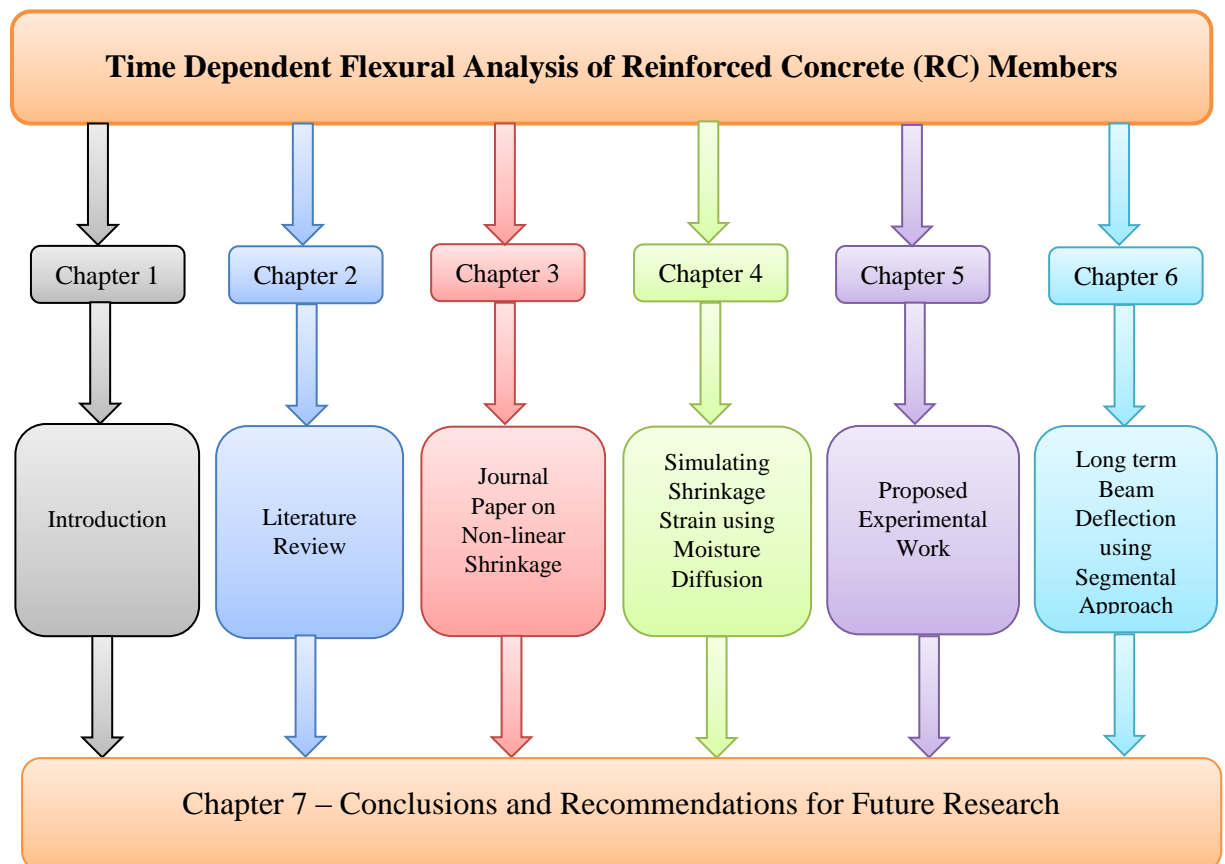 Time Dependent Flexural Analysis of Reinforced Concrete (RC) Members
Chapter 1
Chapter 2
Chapter 3
Chapter 4
Chapter 5
Chapter 6
Introduction
Literature
Review
Journal
Paper on
Non-linear
Shrinkage
Simulating
Shrinkage
Strain using
Moisture
Diffusion
Proposed
Experimental
Work
Long term
Beam
Deflection
using
Segmental
Approach
Chapter 7 – Conclusions and Recommendations for Future Research